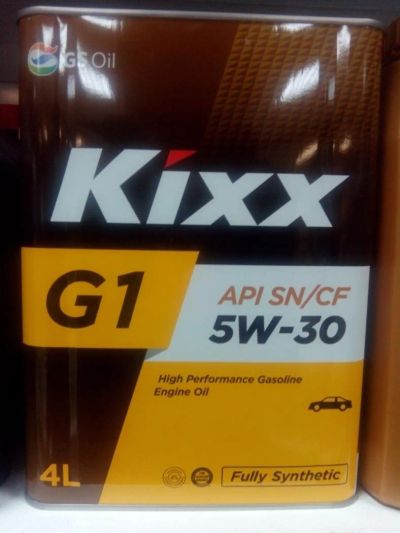 GS Oil
Kixx
G1
API SN/CF
5W-30
High Performance Gasoline
Engine Oil
4L
Fully Synthetic